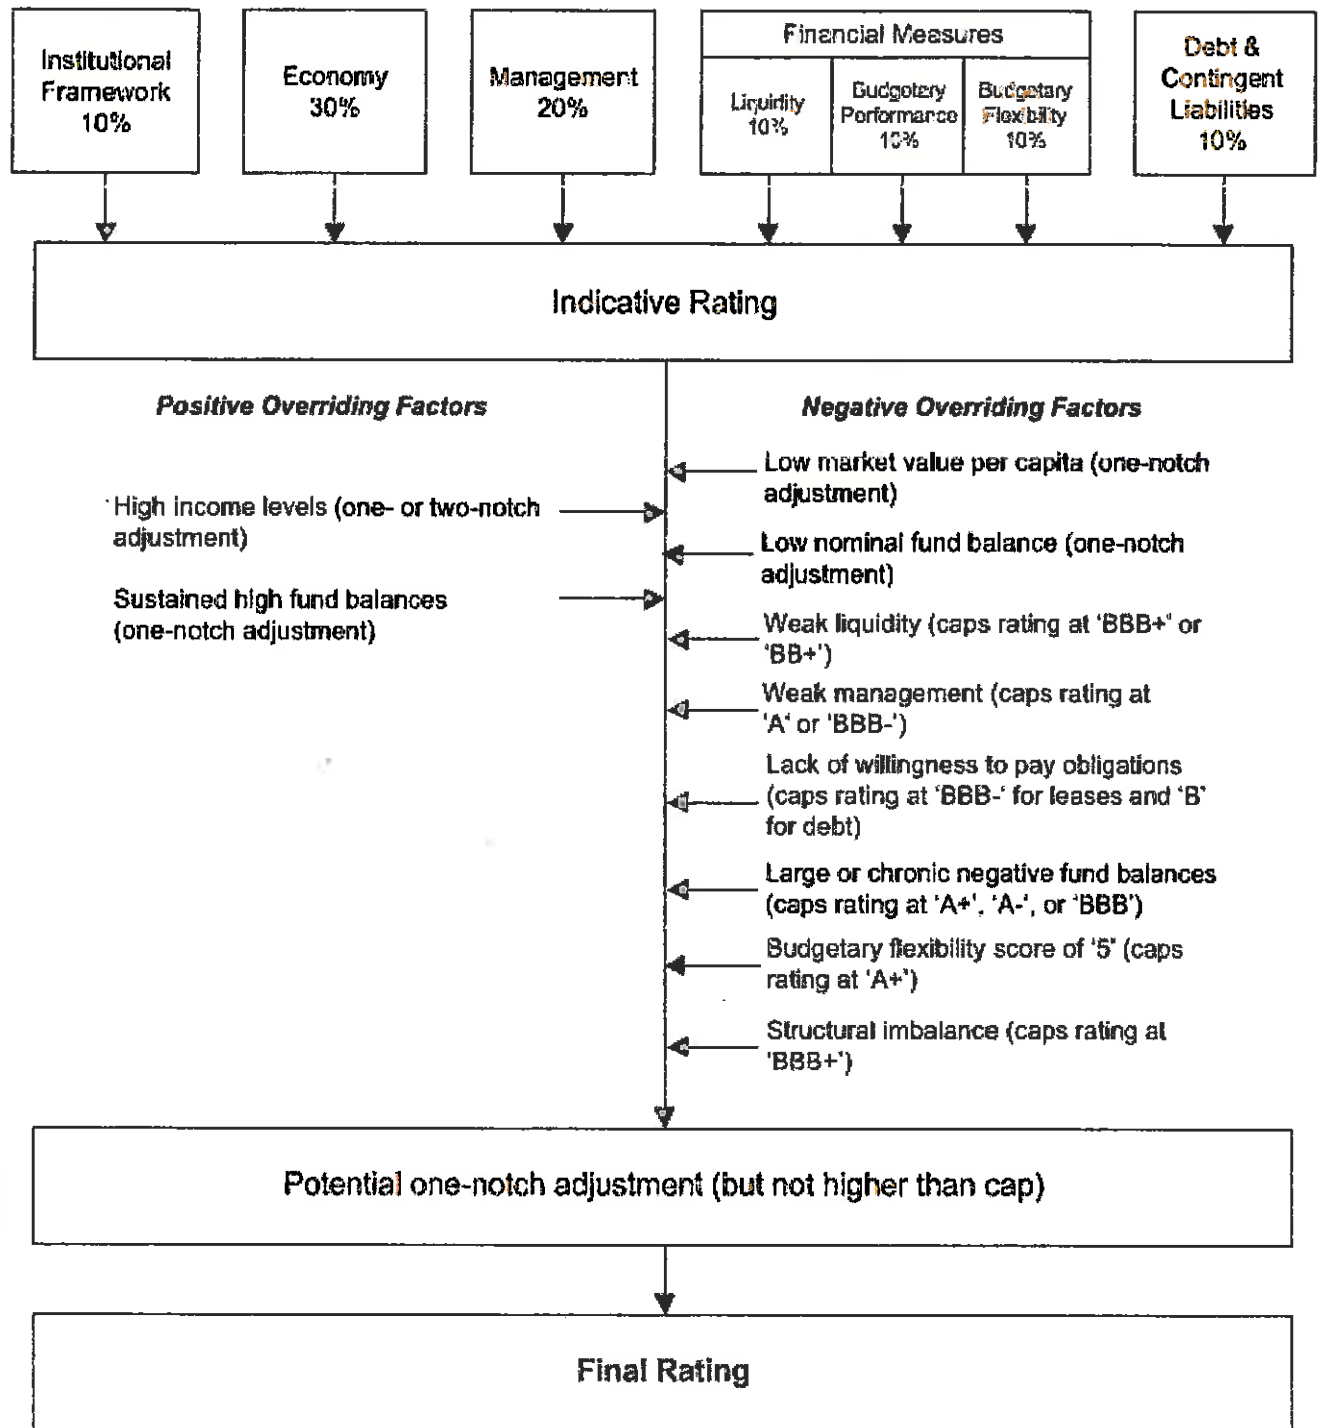 Institutional
Framework
10%
Economy
30%
Management
20%
Financial Measures
Liquidity
10%
Budgetary
Performance
10%
Budgetary
Flexibility
10%
Debt &
Contingent
Liabilities
10%
Indicative Rating
Positive Overriding Factors
High income levels (one- or two-notch
adjustment)
Sustained high fund balances
(one-notch adjustment)
Negative Overriding Factors
Low market value per capita (one-notch
adjustment)
Low nominal fund balance (one-notch
adjustment)
Weak liquidity (caps rating at 'BBB+' or
'BB+')
Weak management (caps rating at
'A' or 'BBB-')
Lack of willingness to pay obligations
(caps rating at 'BBB-' for leases and 'B'
for debt)
Large or chronic negative fund balances
(caps rating at 'A+', 'A-', or 'BBB')
Budgetary flexibility score of '5' (caps
rating at 'A+')
Structural imbalance (caps rating at
'BBB+')
Potential one-notch adjustment (but not higher than cap)
Final Rating